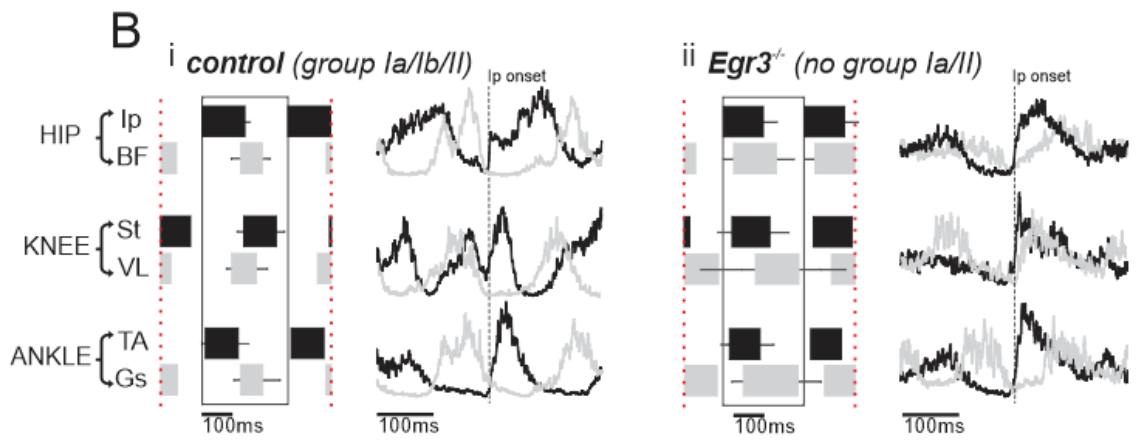 B
i control (group Ia/Ib/II)
Ip onset
ii Egr3-/- (no group Ia/II)
Ip onset
HIP
Ip
BF
KNEE
St
VL
ANKLE
TA
Gs
100ms
100ms
100ms
100ms